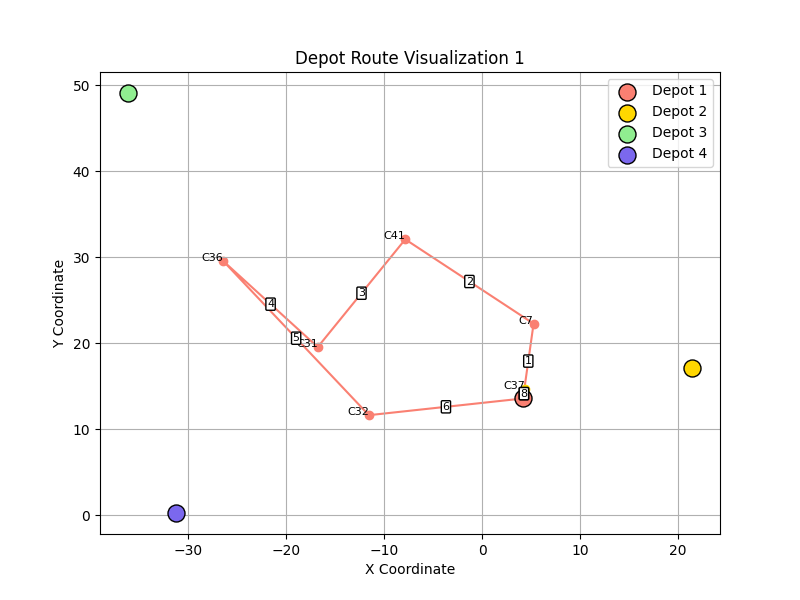 Depot Route Visualization 1
Depot 1
Depot 2
Depot 3
Depot 4
50
40
30
20
10
0
Y Coordinate
C41
C36
2
3
4
C7
5
C31
1
C37
8
C32
6
−30
−20
−10
0
10
20
X Coordinate